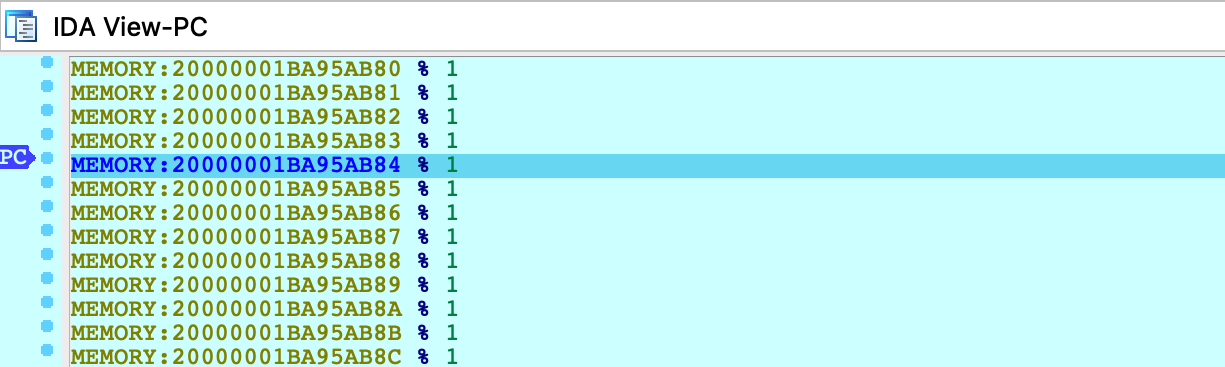 IDA View-PC
MEMORY:20000001BA95AB80 % 1
MEMORY:20000001BA95AB81 % 1
MEMORY:20000001BA95AB82 % 1
MEMORY:20000001BA95AB83 % 1
PC MEMORY:20000001BA95AB84 % 1
MEMORY:20000001BA95AB85 % 1
MEMORY:20000001BA95AB86 % 1
MEMORY:20000001BA95AB87 % 1
MEMORY:20000001BA95AB88 % 1
MEMORY:20000001BA95AB89 % 1
MEMORY:20000001BA95AB8A % 1
MEMORY:20000001BA95AB8B % 1
MEMORY:20000001BA95AB8C % 1